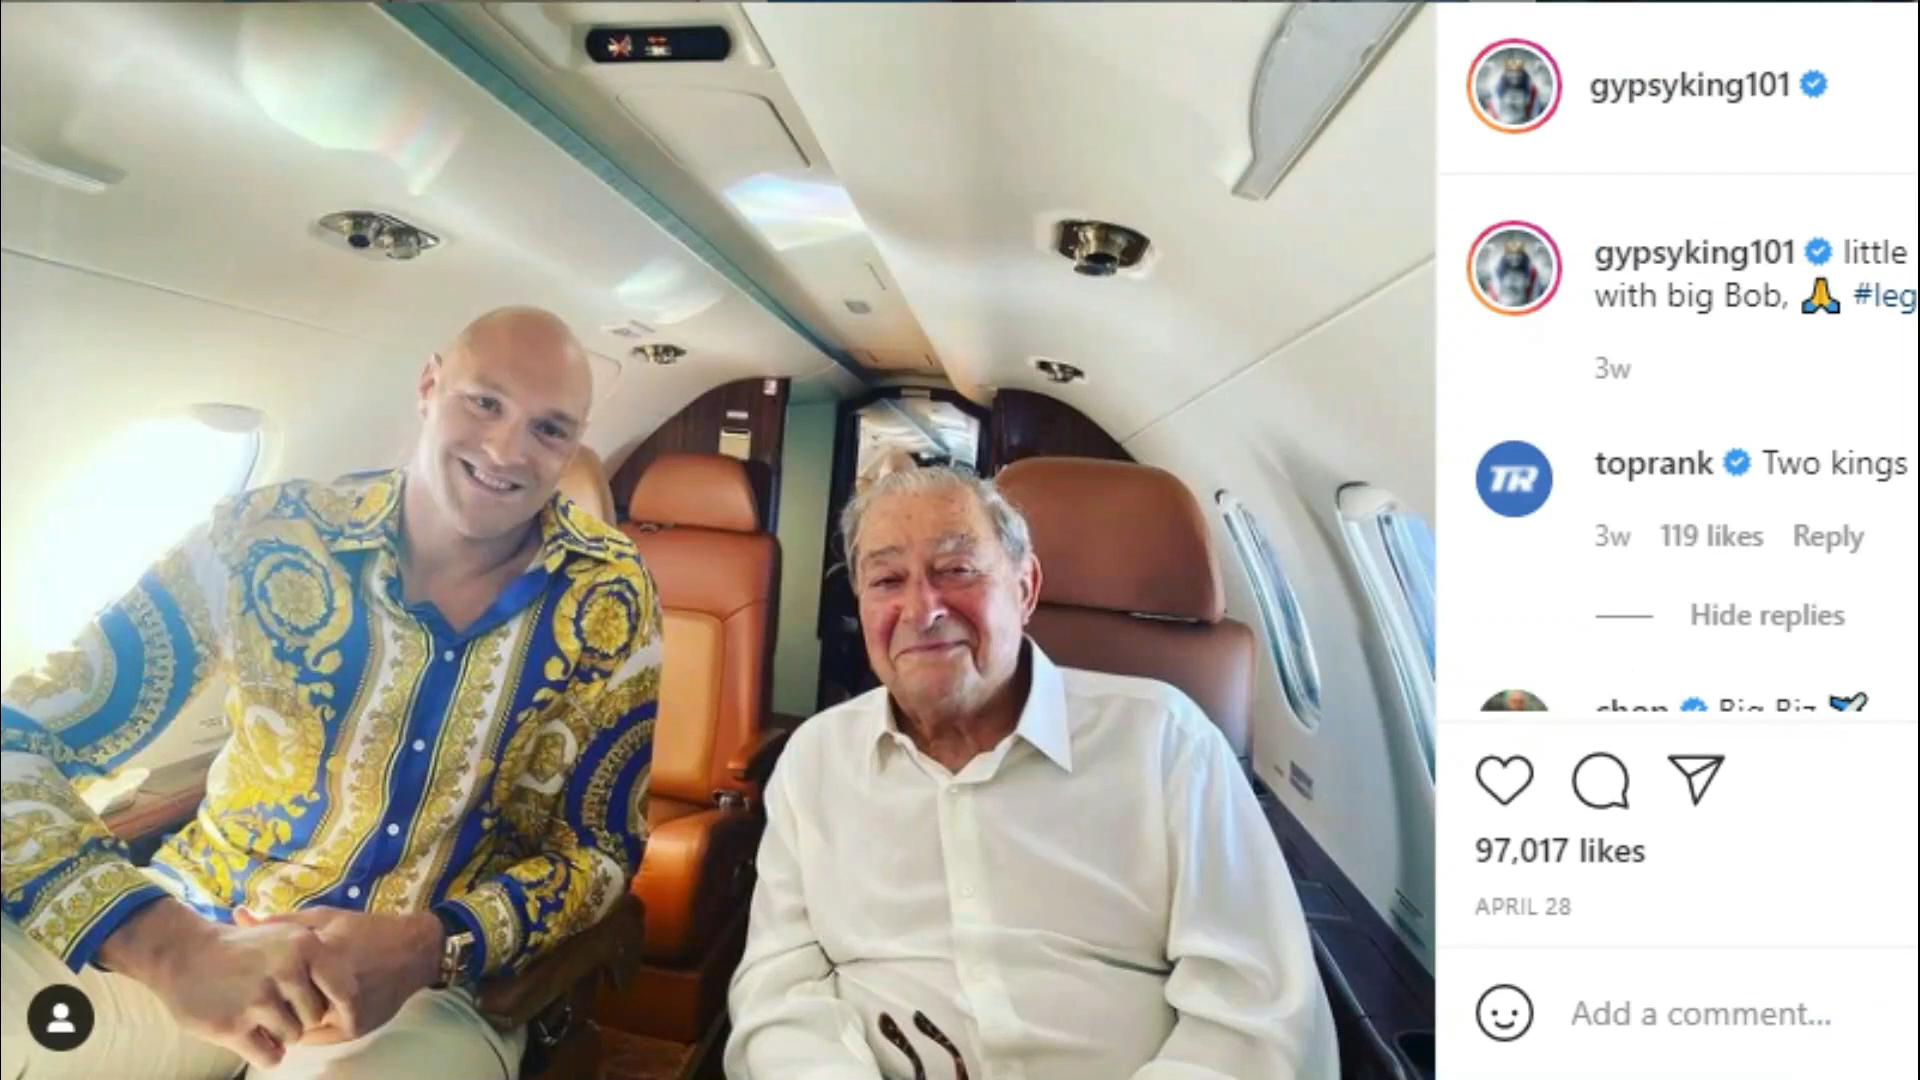 gypsyking101
gypsyking101 little
with big Bob, 🙏 #leg
3w
TR
toprank Two kings
3w 119 likes Reply
Hide replies
97,017 likes
APRIL 28
Add a comment...